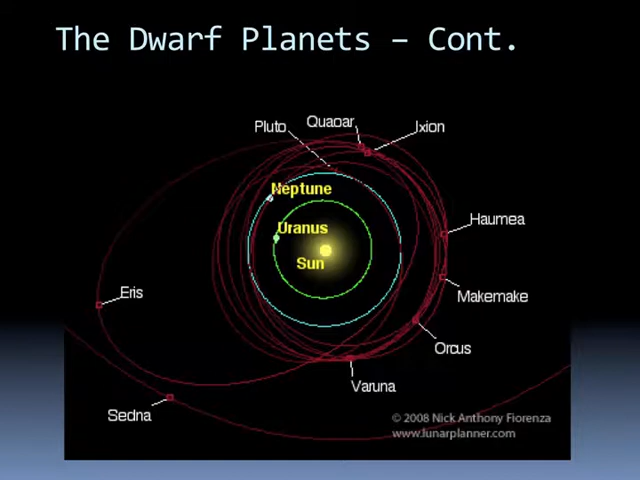 The Dwarf Planets – Cont.
Quaoar
Pluto
Ixion
Neptune
Haumea
Uranus
Sun
Eris
Makemake
Orcus
Varuna
Sedna
© 2008 Nick Anthony Fiorenza
www.lunarplanner.com